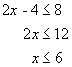 2x - 4 ≤ 8
2x ≤ 12
x ≤ 6